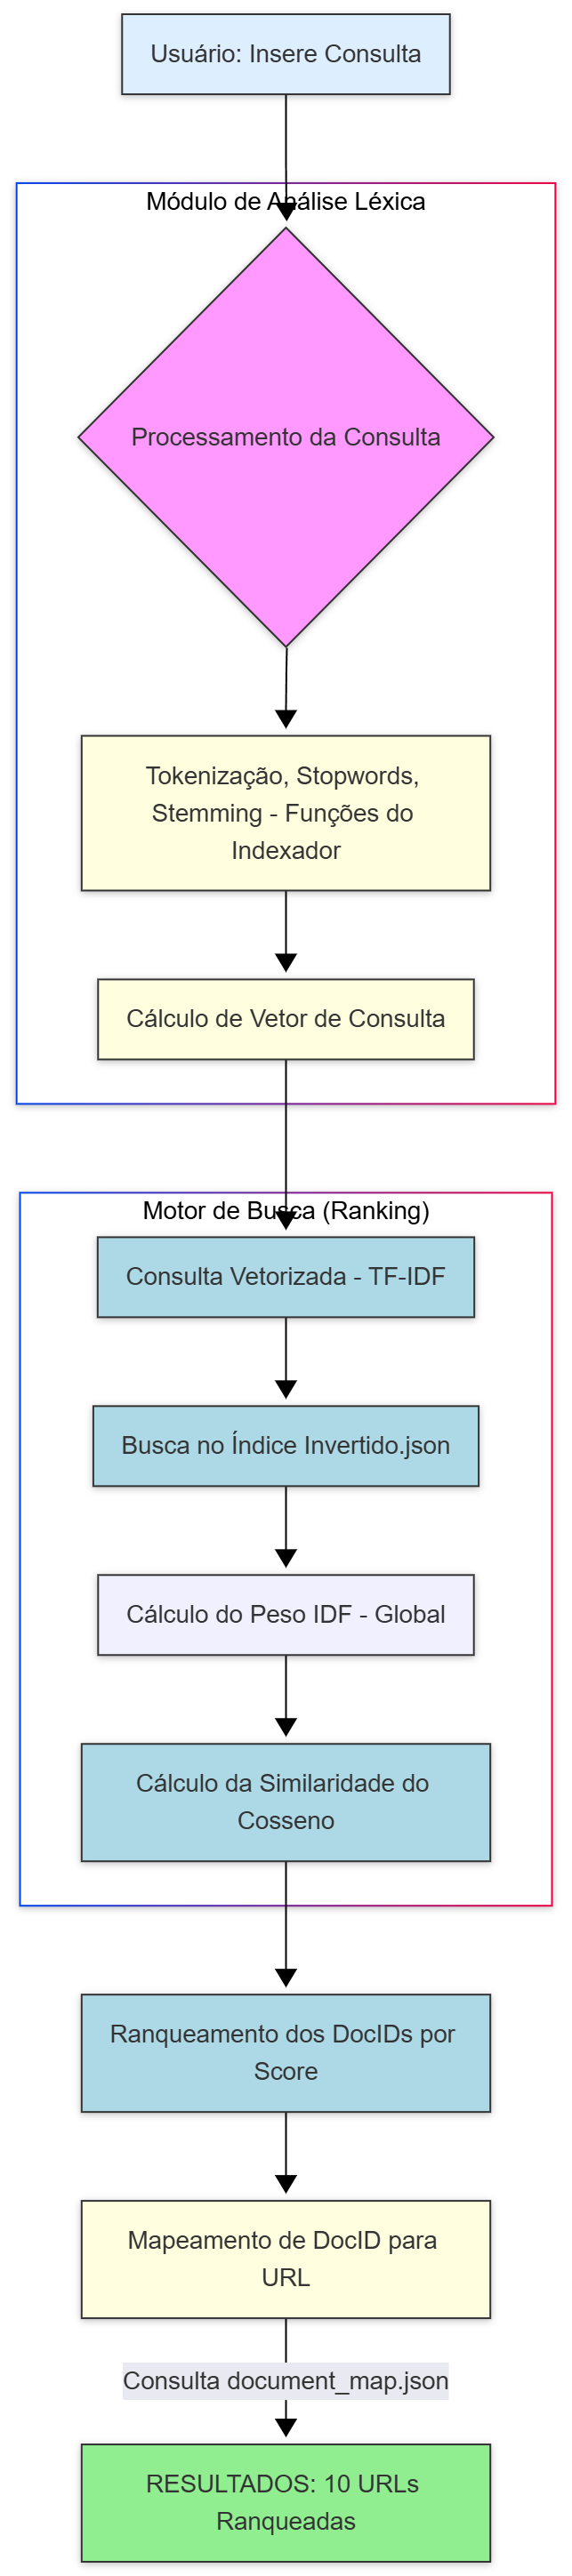 Usuário: Insere Consulta
Módulo de Análise Léxica
Processamento da Consulta
Tokenização, Stopwords,
Stemming - Funções do
Indexador
Cálculo de Vetor de Consulta
Motor de Busca (Ranking)
Consulta Vetorizada - TF-IDF
Busca no Índice Invertido.json
Cálculo do Peso IDF - Global
Cálculo da Similaridade do
Cosseno
Ranqueamento dos DocIDs por
Score
Mapeamento de DocID para
URL
Consulta document_map.json
RESULTADOS: 10 URLs
Ranqueadas